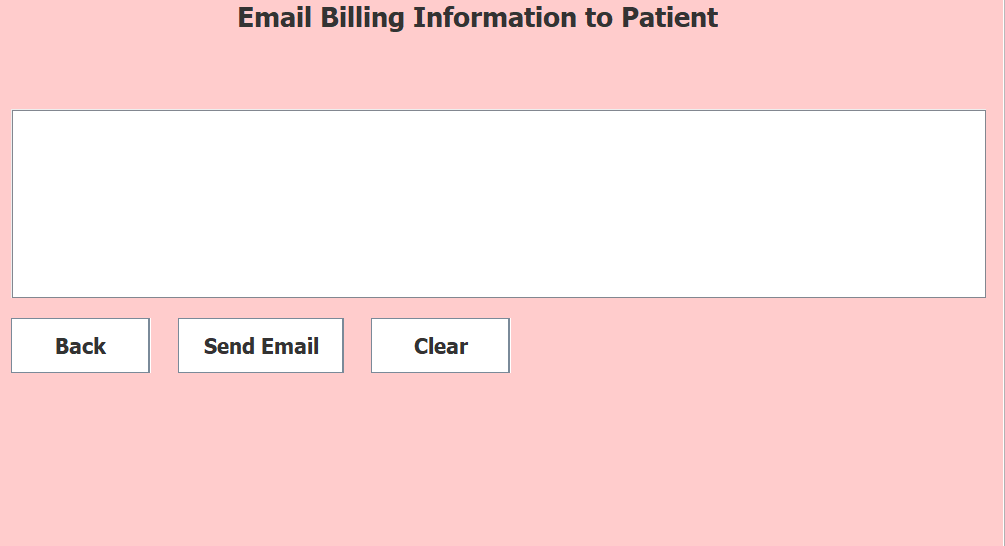 Email Billing Information to Patient
Back Send Email Clear